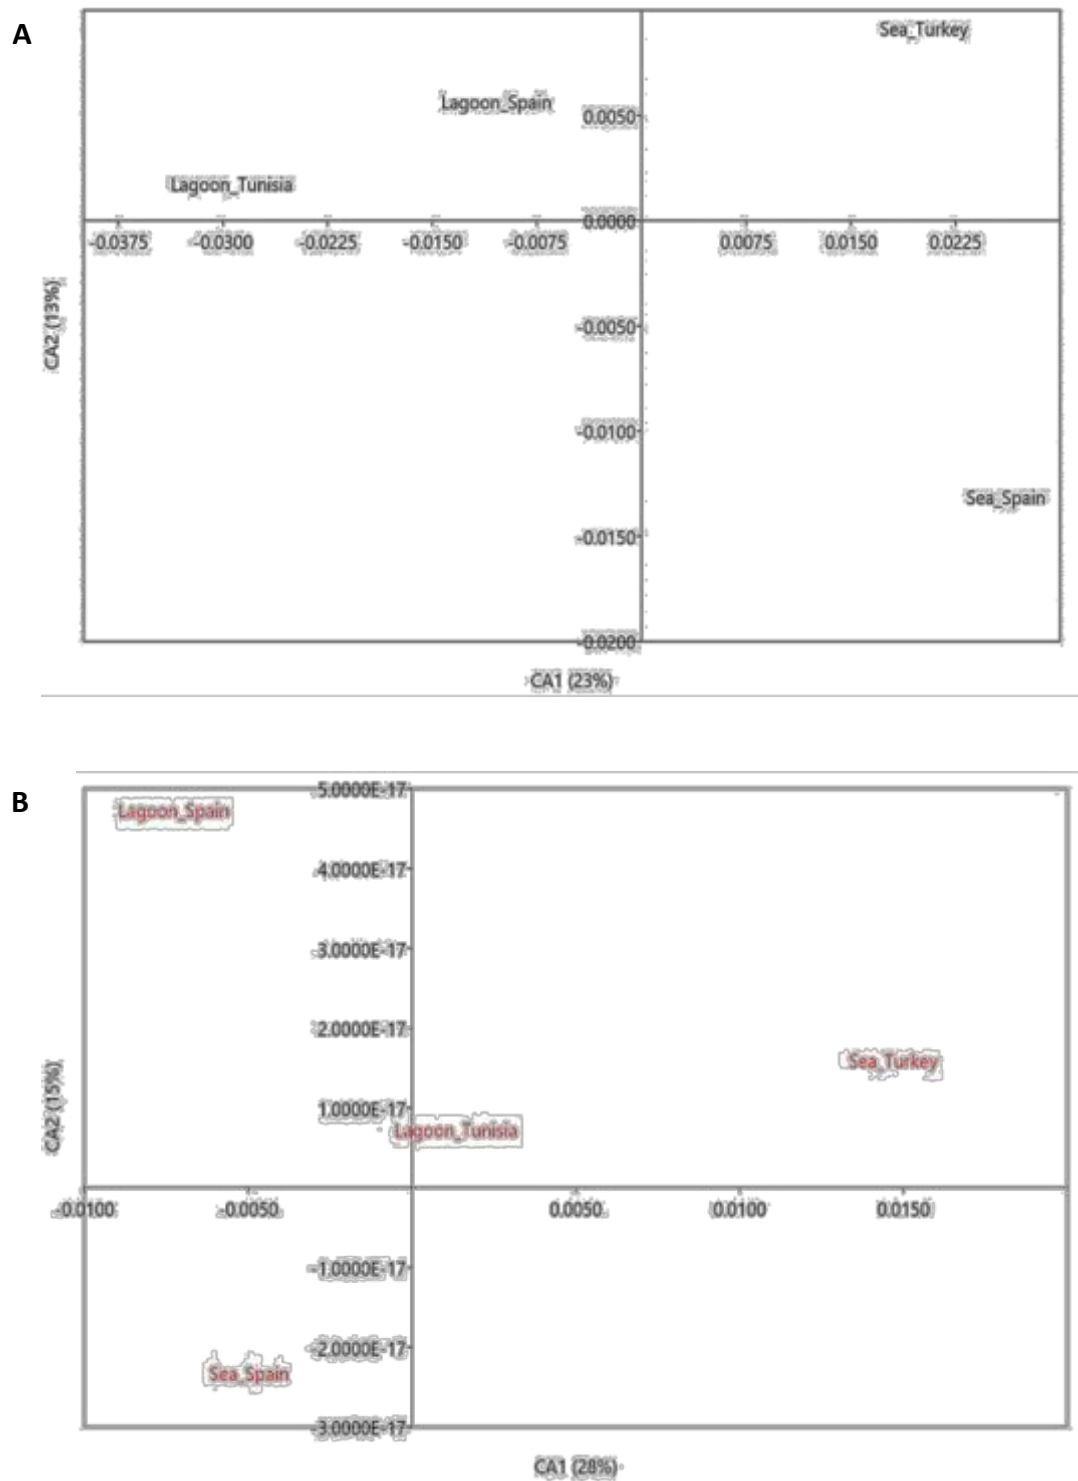 A
Sea_Turkey
Lagoon_Spain
0.0050
Lagoon_Tunisia
0.0000
-0.0375 -0.0300 -0.0225 -0.0150 -0.0075 0.0075 0.0150 0.0225
CA2 (13%)
-0.0050
-0.0100
Sea_Spain
-0.0150
-0.0200
CA1 (23%)
B
5.0000E-17
Lagoon_Spain
4.0000E-17
3.0000E-17
2.0000E-17
Sea_Turkey
CA2 (15%)
1.0000E-17
Lagoon_Tunisia
-0.0100 -0.0050 0.0050 0.0100 0.0150
-1.0000E-17
-2.0000E-17
Sea_Spain
-3.0000E-17
CA1 (28%)